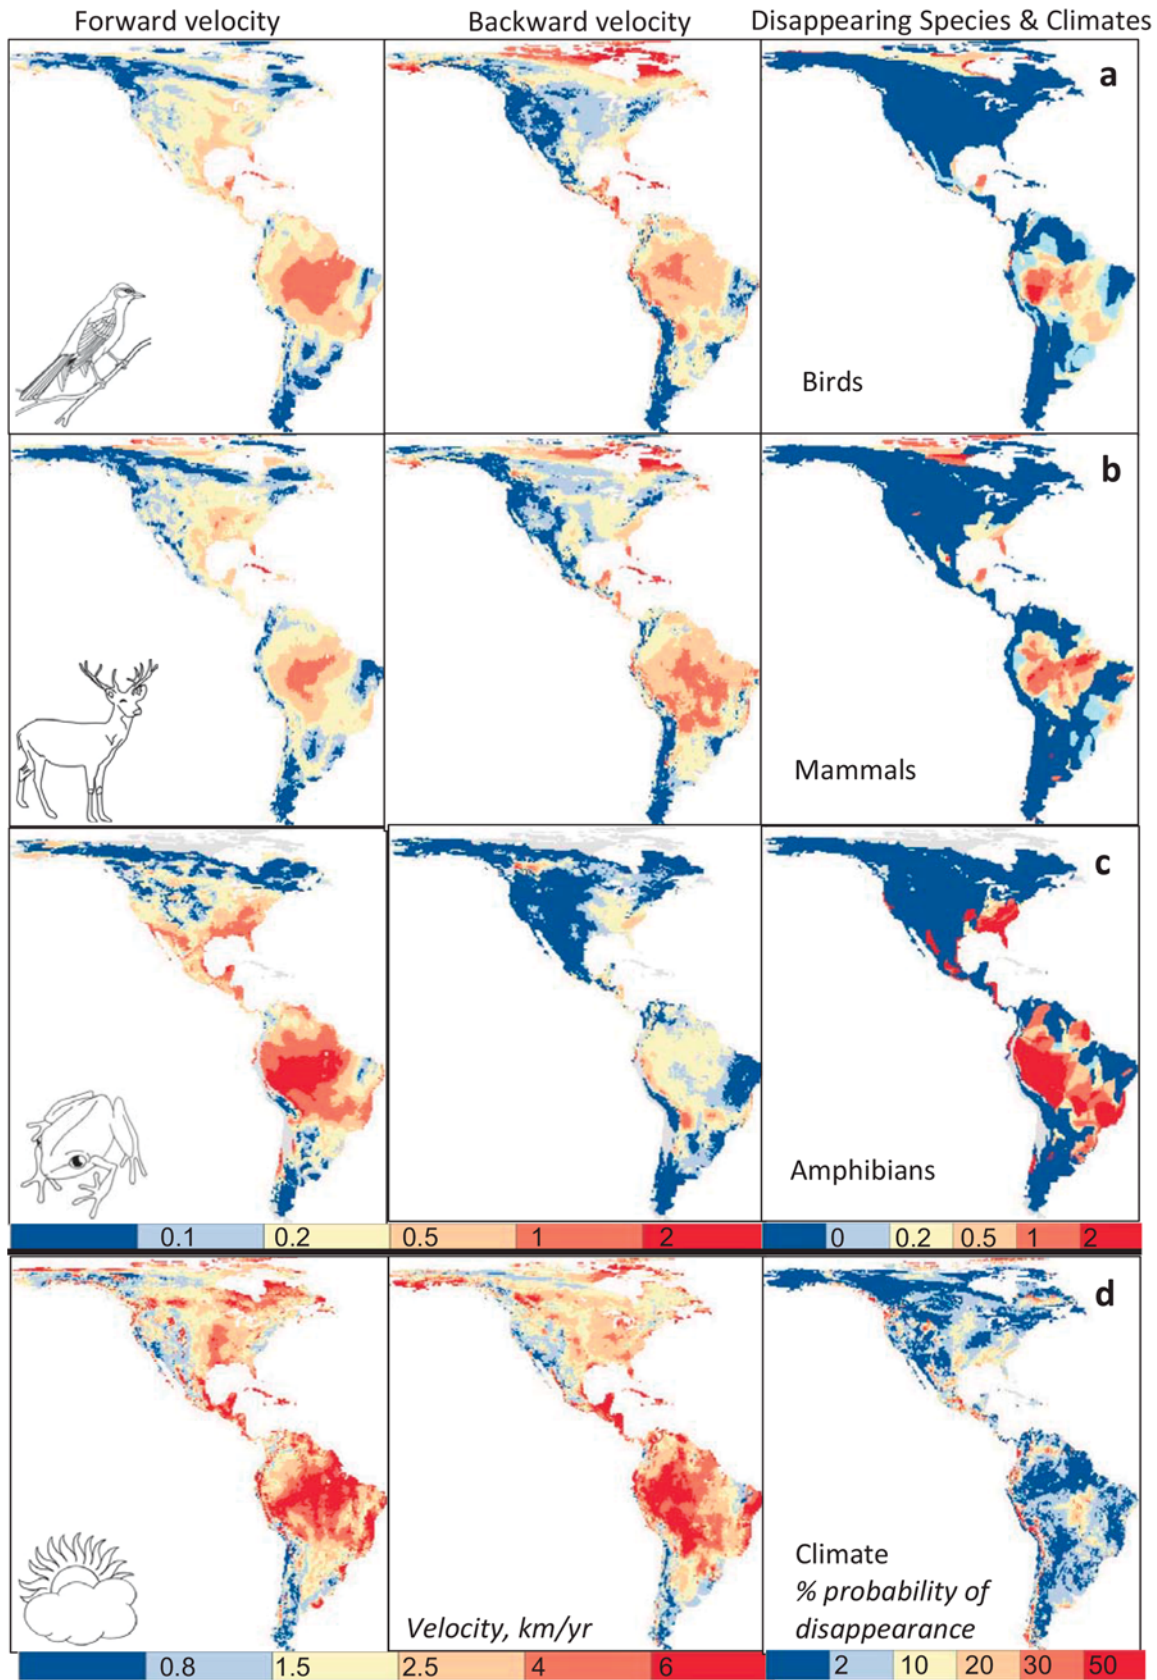 Forward velocity
Backward velocity
Disappearing Species & Climates
a
Birds
b
Mammals
c
Amphibians
0.1 0.2 0.5 1 2
0 0.2 0.5 1 2
d
Climate
% probability of
disappearance
Velocity, km/yr
0.8 1.5 2.5 4 6
2 10 20 30 50